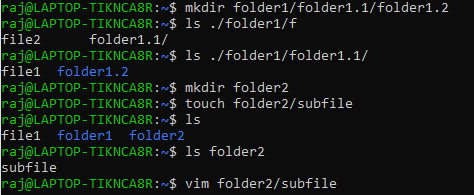 raj@LAPTOP-TIKNCA8R:~$ mkdir folder1/folder1.1/folder1.2
raj@LAPTOP-TIKNCA8R:~$ ls ./folder1/f
file2      folder1.1/
raj@LAPTOP-TIKNCA8R:~$ ls ./folder1/folder1.1/
file1  folder1.2
raj@LAPTOP-TIKNCA8R:~$ mkdir folder2
raj@LAPTOP-TIKNCA8R:~$ touch folder2/subfile
raj@LAPTOP-TIKNCA8R:~$ ls
file1  folder1  folder2
raj@LAPTOP-TIKNCA8R:~$ ls folder2
subfile
raj@LAPTOP-TIKNCA8R:~$ vim folder2/subfile